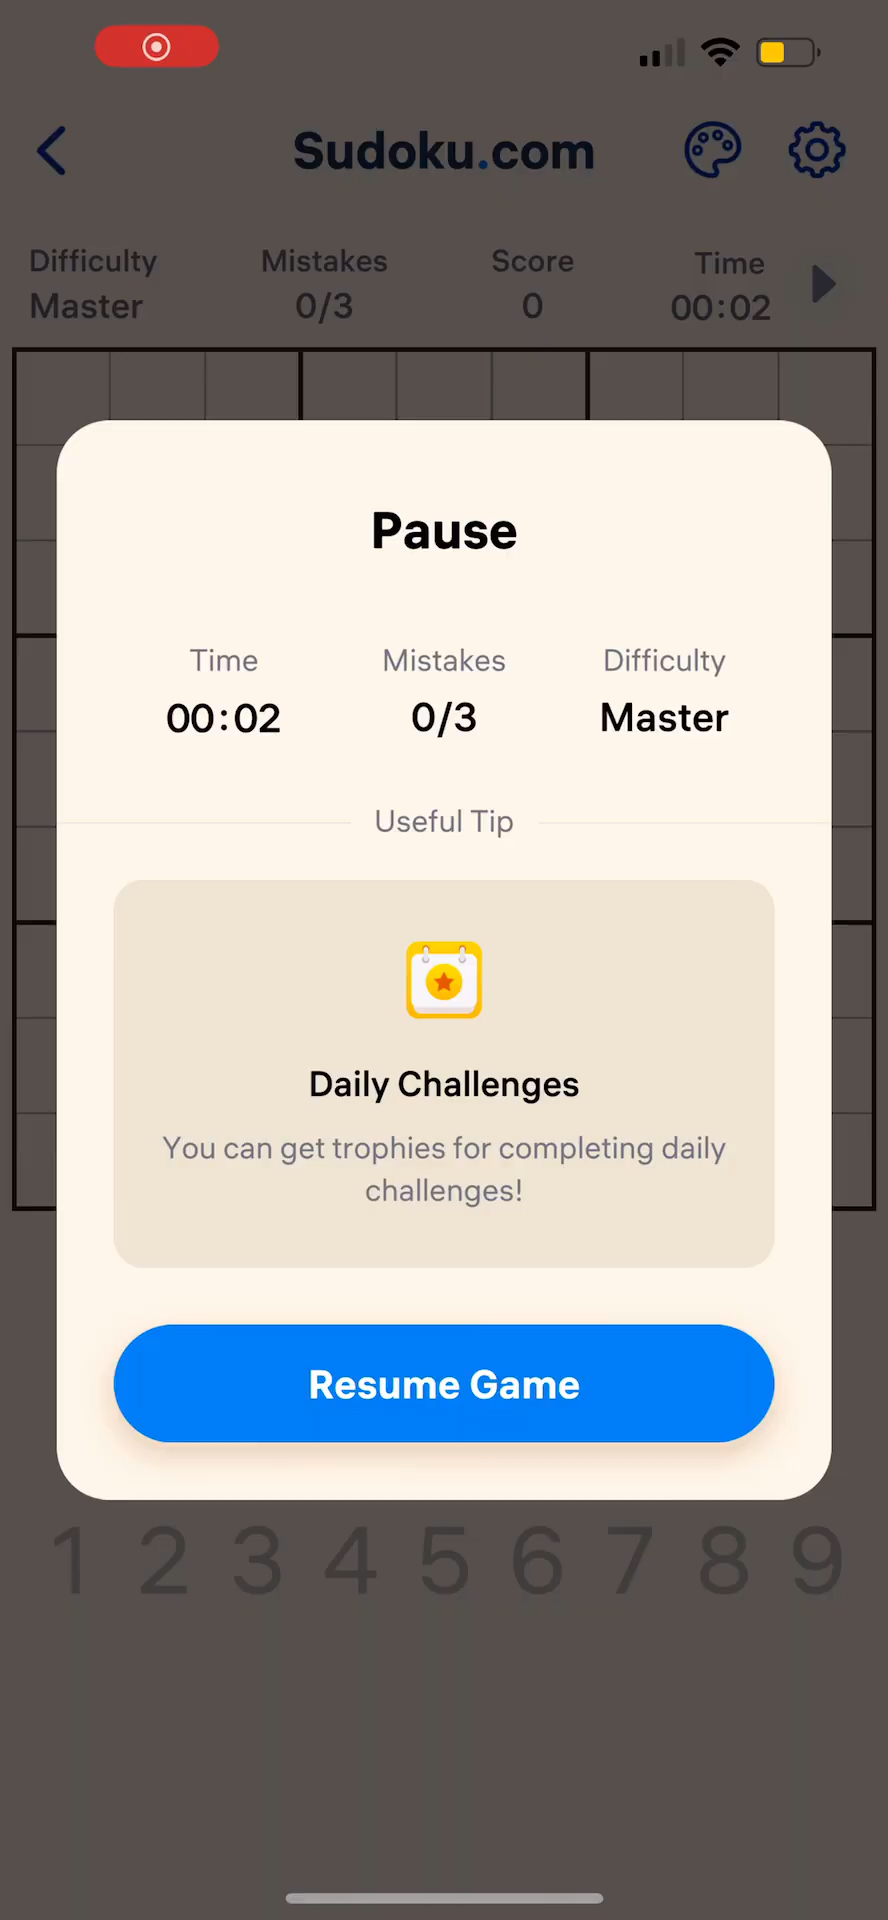 Sudoku.com
Difficulty Mistakes Score Time
Master 0/3 0 00:02
Pause
Time Mistakes Difficulty
00:02 0/3 Master
Useful Tip
Daily Challenges
You can get trophies for completing daily
challenges!
Resume Game
1 2 3 4 5 6 7 8 9